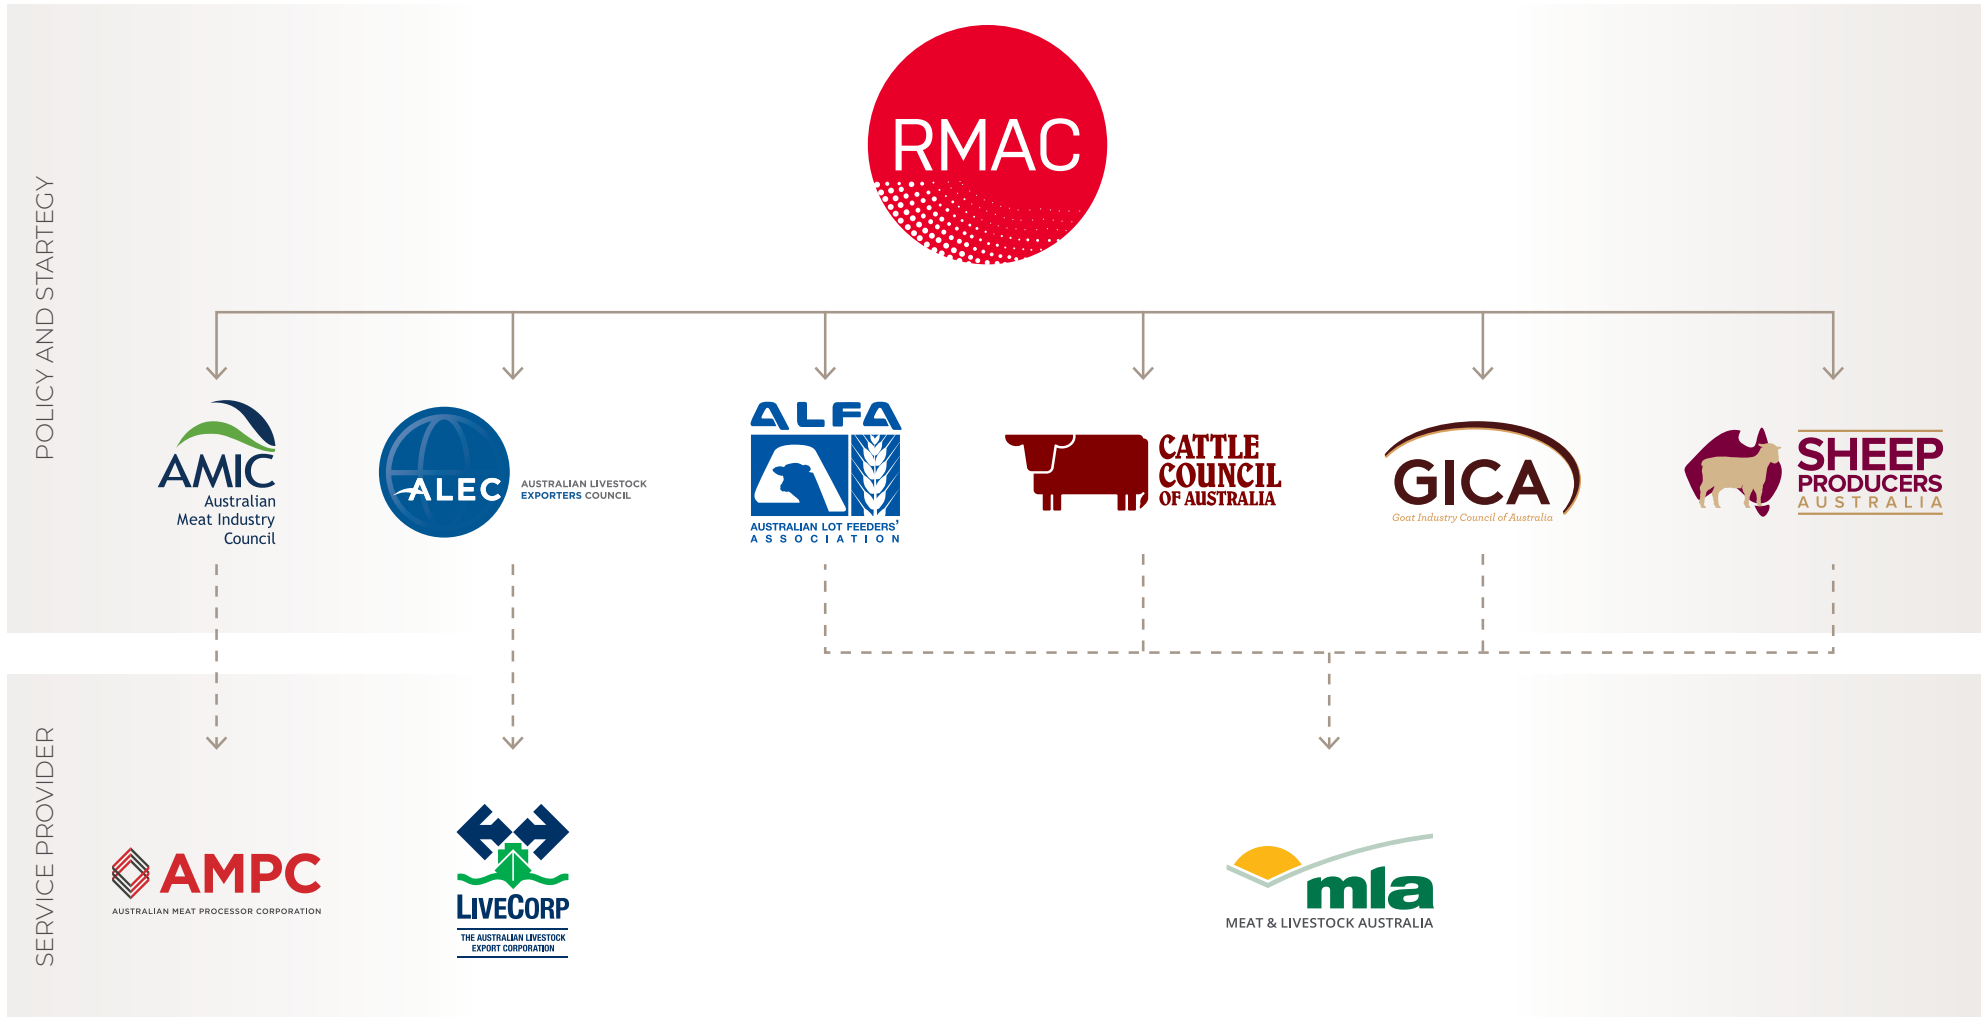 RMAC
POLICY AND STARTEGY
AMIC
Australian
Meat Industry
Council
ALEC
AUSTRALIAN LIVESTOCK
EXPORTERS COUNCIL
ALFA
AUSTRALIAN LOT FEEDERS'
ASSOCIATION
CATTLE
COUNCIL
OF AUSTRALIA
GICA
Goat Industry Council of Australia
SHEEP
PRODUCERS
AUSTRALIA
SERVICE PROVIDER
AMPC
AUSTRALIAN MEAT PROCESSOR CORPORATION
LIVECORP
THE AUSTRALIAN LIVESTOCK
EXPORT CORPORATION
mla
MEAT & LIVESTOCK AUSTRALIA